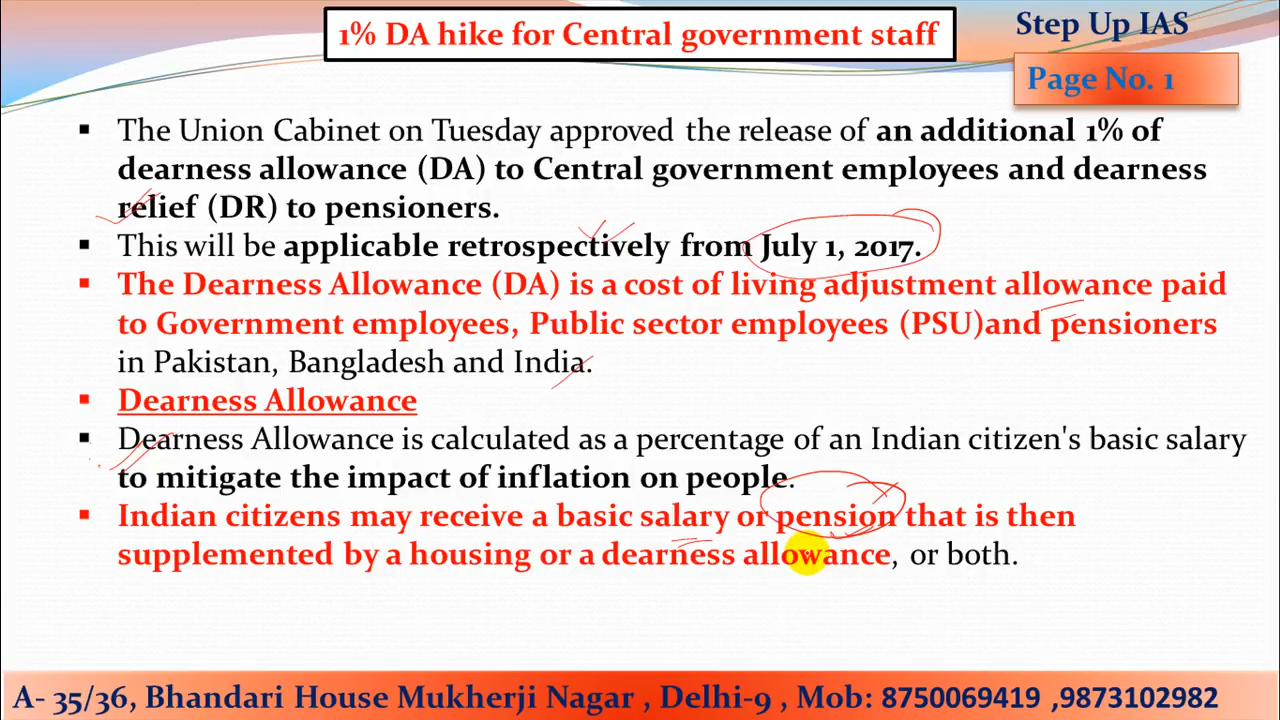 1% DA hike for Central government staff
Step Up IAS
Page No. 1
▪ The Union Cabinet on Tuesday approved the release of an additional 1% of
dearness allowance (DA) to Central government employees and dearness
relief (DR) to pensioners.
▪ This will be applicable retrospectively from July 1, 2017.
▪ The Dearness Allowance (DA) is a cost of living adjustment allowance paid
to Government employees, Public sector employees (PSU)and pensioners
in Pakistan, Bangladesh and India.
▪ Dearness Allowance
▪ Dearness Allowance is calculated as a percentage of an Indian citizen's basic salary
to mitigate the impact of inflation on people.
▪ Indian citizens may receive a basic salary or pension that is then
supplemented by a housing or a dearness allowance, or both.
A- 35/36, Bhandari House Mukherji Nagar , Delhi-9 , Mob: 8750069419 ,9873102982